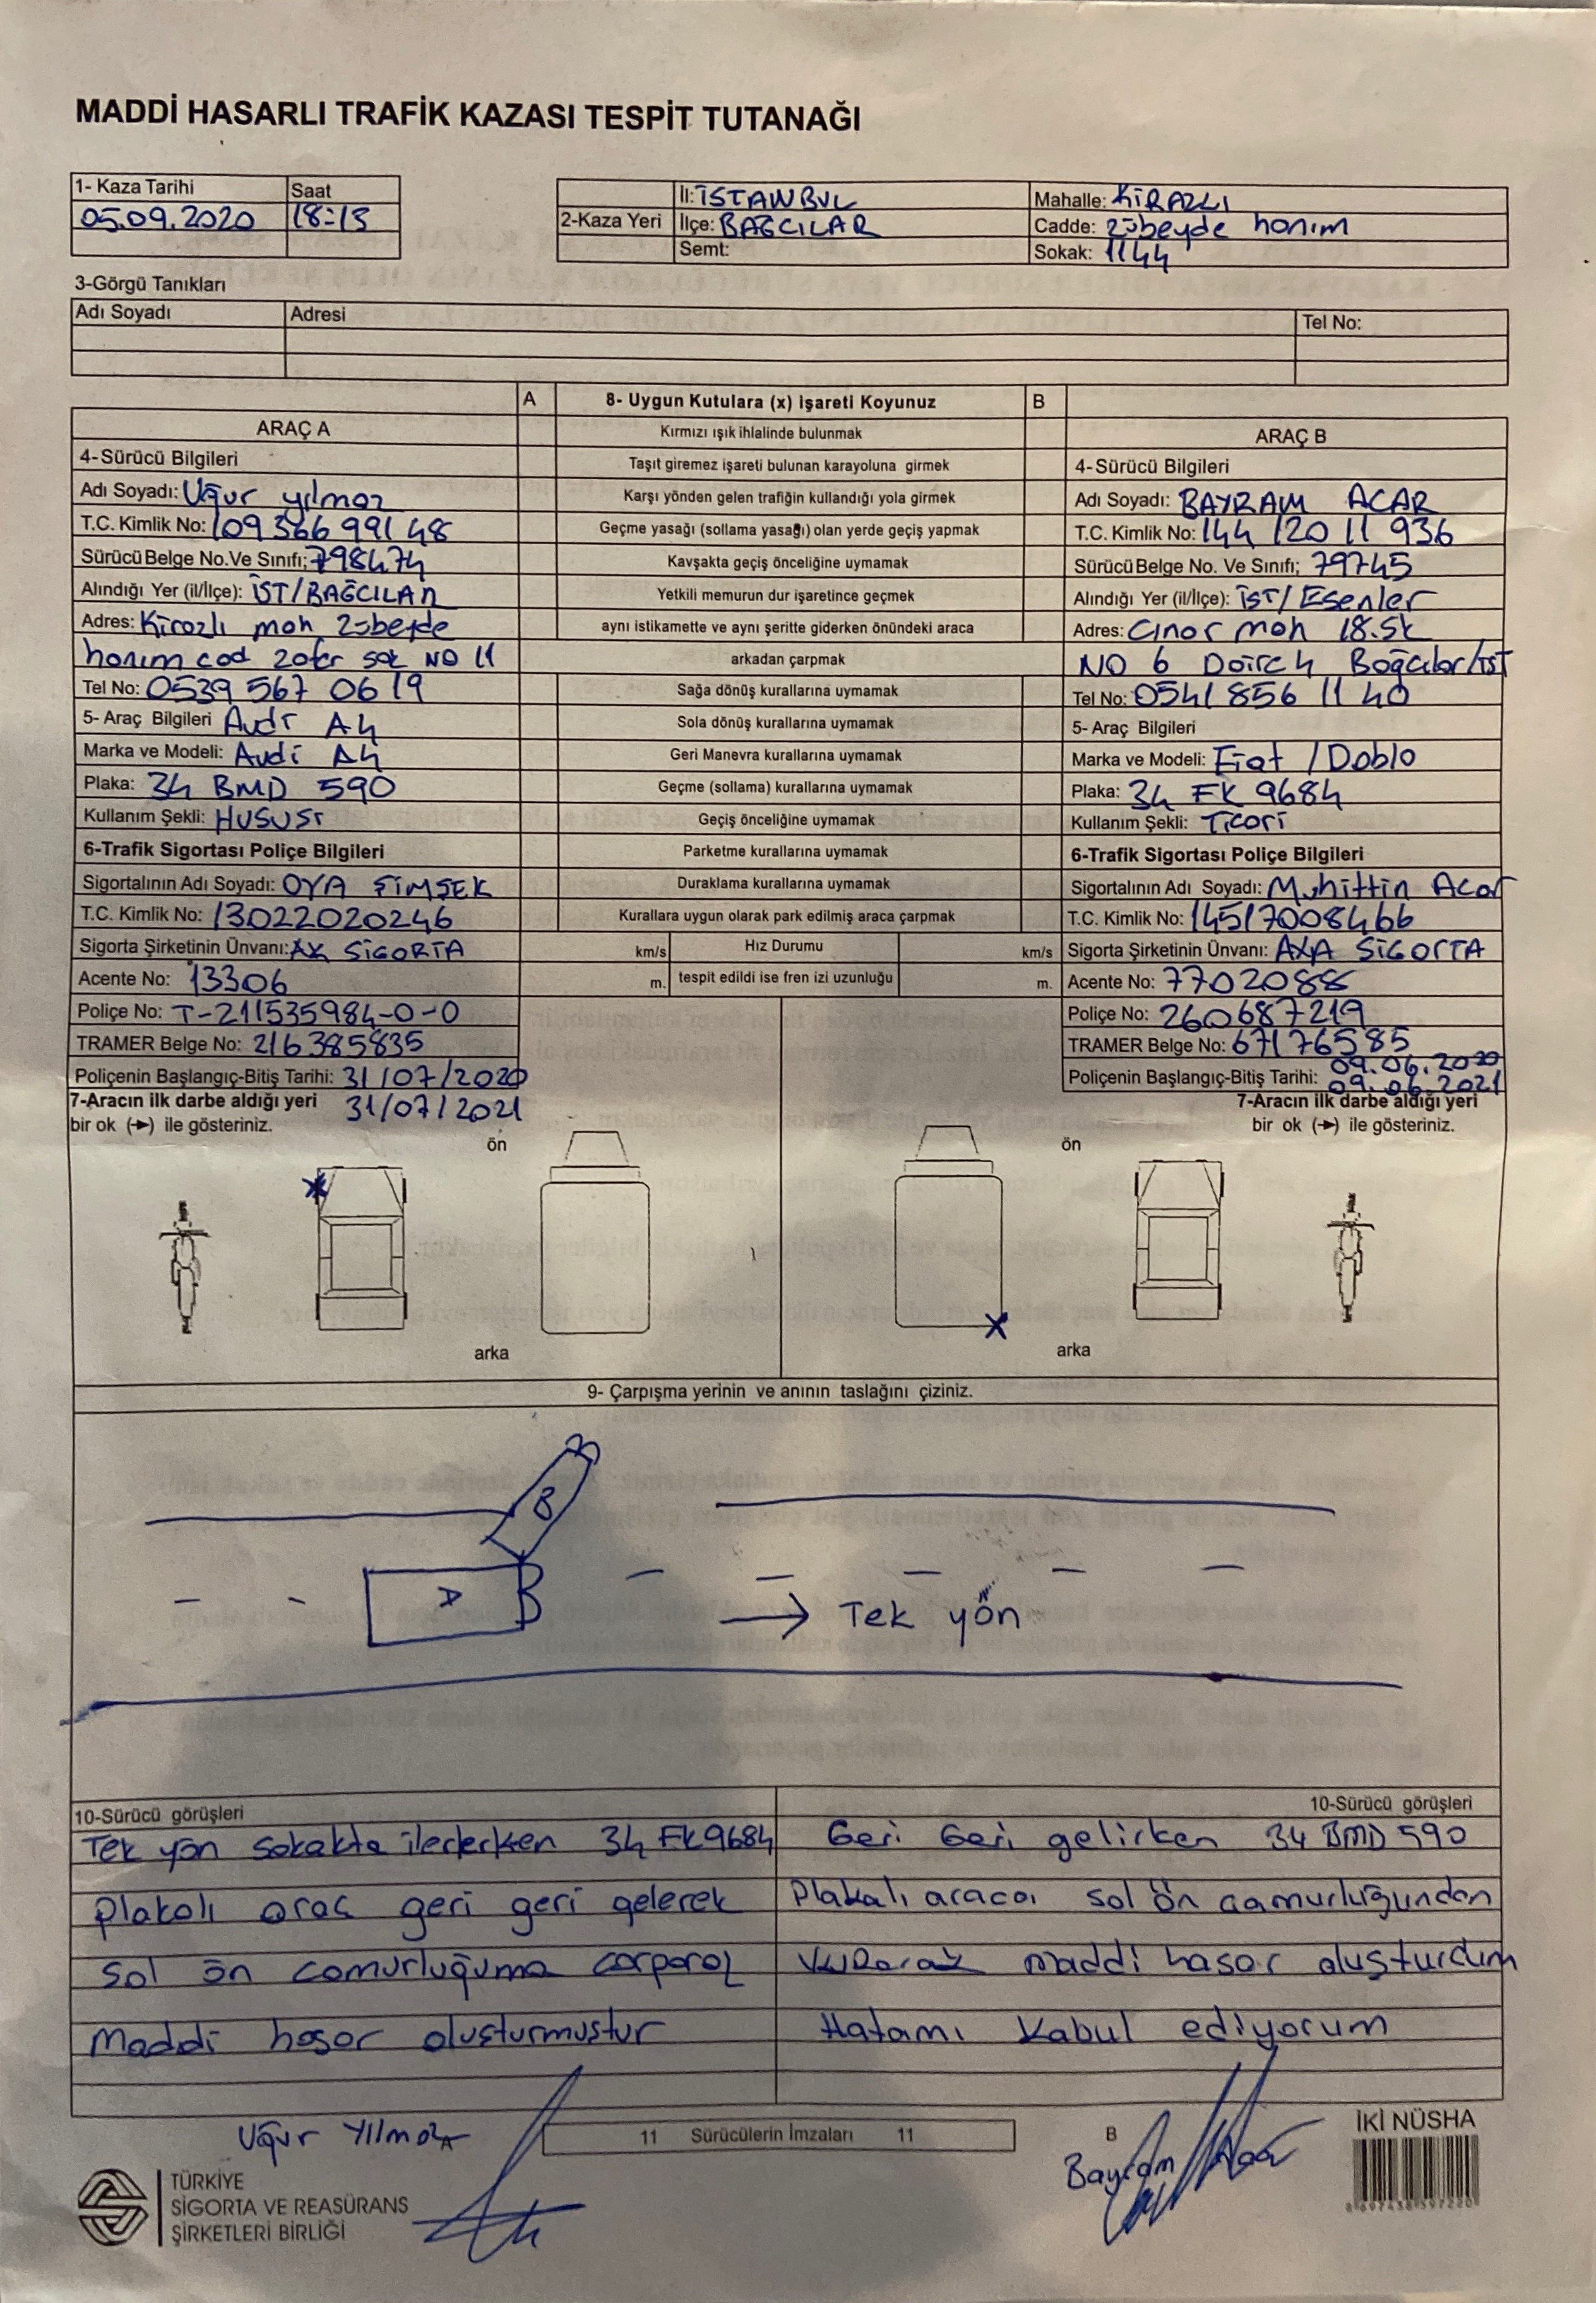 MADDİ HASARLI TRAFİK KAZASI TESPİT TUTANAĞI
1- Kaza Tarihi
Saat
05.09.2020
18:13
2-Kaza Yeri
İl: İSTANBUL
İlçe: BAĞCILAR
Semt:
Mahalle: KİRAZLI
Cadde: zübeyde hanım
Sokak: 1144
3-Görgü Tanıkları
Adı Soyadı
Adresi
Tel No:
A
8- Uygun Kutulara (x) işareti Koyunuz
B
ARAÇ A
4-Sürücü Bilgileri
Adı Soyadı: Uğur yılmaz
T.C. Kimlik No: 10936699148
Sürücü Belge No.Ve Sınıfı; 798474
Alındığı Yer (il/İlçe): İST/BAĞCILAR
Adres: Kirazlı mah zübeyde
hanım cad zafer sok NO 11
Tel No: 0539 567 06 19
5- Araç Bilgileri Audi A4
Marka ve Modeli: Audi A4
Plaka: 34 BMD 590
Kullanım Şekli: HUSUSİ
6-Trafik Sigortası Poliçe Bilgileri
Sigortalının Adı Soyadı: OYA ŞİMŞEK
T.C. Kimlik No: 13022020246
Sigorta Şirketinin Ünvanı: AK SİGORTA
Acente No: 13306
Poliçe No: T-211535984-0-0
TRAMER Belge No: 216385835
Poliçenin Başlangıç-Bitiş Tarihi: 31/07/2020
31/07/2021
7-Aracın ilk darbe aldığı yeri
bir ok (➔) ile gösteriniz.
Kırmızı ışık ihlalinde bulunmak
Taşıt giremez işareti bulunan karayoluna girmek
Karşı yönden gelen trafiğin kullandığı yola girmek
Geçme yasağı (sollama yasağı) olan yerde geçiş yapmak
Kavşakta geçiş önceliğine uymamak
Yetkili memurun dur işaretince geçmek
aynı istikamette ve aynı şeritte giderken önündeki araca
arkadan çarpmak
Sağa dönüş kurallarına uymamak
Sola dönüş kurallarına uymamak
Geri Manevra kurallarına uymamak
Geçme (sollama) kurallarına uymamak
Geçiş önceliğine uymamak
Parketme kurallarına uymamak
Duraklama kurallarına uymamak
Kurallara uygun olarak park edilmiş araca çarpmak
km/s Hız Durumu km/s
m. tespit edildi ise fren izi uzunluğu m.
ARAÇ B
4-Sürücü Bilgileri
Adı Soyadı: BAYRAM ACAR
T.C. Kimlik No: 144 120 11 936
Sürücü Belge No. Ve Sınıfı; 79745
Alındığı Yer (il/İlçe): İST/Esenler
Adres: Çınar mah 18.sk
NO 6 Daire 4 Bağcılar/İst
Tel No: 0541 856 11 40
5- Araç Bilgileri
Marka ve Modeli: Fiat / Doblo
Plaka: 34 FK 9684
Kullanım Şekli: Ticari
6-Trafik Sigortası Poliçe Bilgileri
Sigortalının Adı Soyadı: Muhittin Acar
T.C. Kimlik No: 14517008466
Sigorta Şirketinin Ünvanı: AXA SİGORTA
Acente No: 7702088
Poliçe No: 260687219
TRAMER Belge No: 67176585
Poliçenin Başlangıç-Bitiş Tarihi: 09.06.2020
09.06.2021
7-Aracın ilk darbe aldığı yeri
bir ok (➔) ile gösteriniz.
ön
ön
arka
arka
9- Çarpışma yerinin ve anının taslağını çiziniz.
B
A
Tek yön
10-Sürücü görüşleri
Tek yön sokakta ilerlerken 34 FK9684
plakalı araç geri geri gelerek
sol ön çamurluğuma çarparak
Maddi hasar oluşturmuştur
10-Sürücü görüşleri
Geri Geri gelirken 34 BMD 590
Plakalı aracı sol ön çamurluğundan
Vurarak maddi hasar oluşturdum
Hatamı Kabul ediyorum
11 Sürücülerin İmzaları 11
Uğur Yılmaz
A
B
Bayram Acar
İKİ NÜSHA
8697438597220
TÜRKİYE
SİGORTA VE REASÜRANS
ŞİRKETLERİ BİRLİĞİ